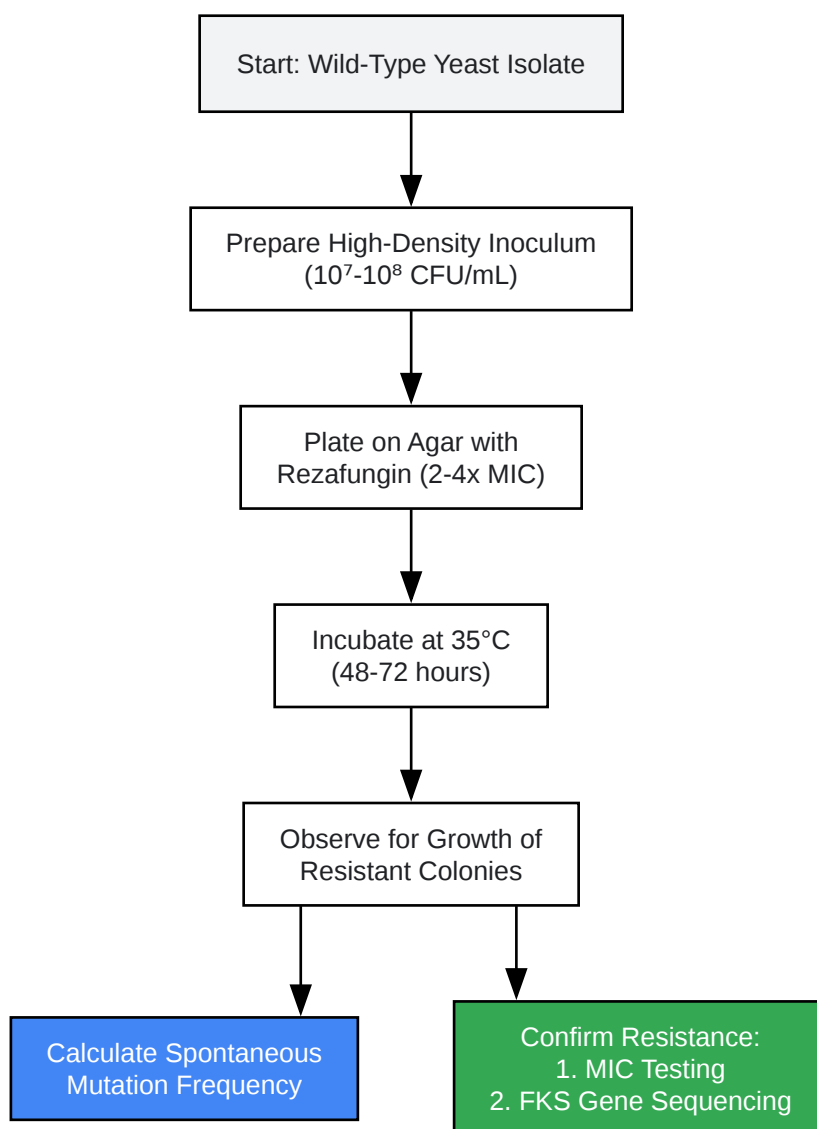 Start: Wild-Type Yeast Isolate
Prepare High-Density Inoculum
(10⁷-10⁸ CFU/mL)
Plate on Agar with
Rezafungin (2-4x MIC)
Incubate at 35°C
(48-72 hours)
Observe for Growth of
Resistant Colonies
Calculate Spontaneous
Mutation Frequency
Confirm Resistance:
1. MIC Testing
2. FKS Gene Sequencing